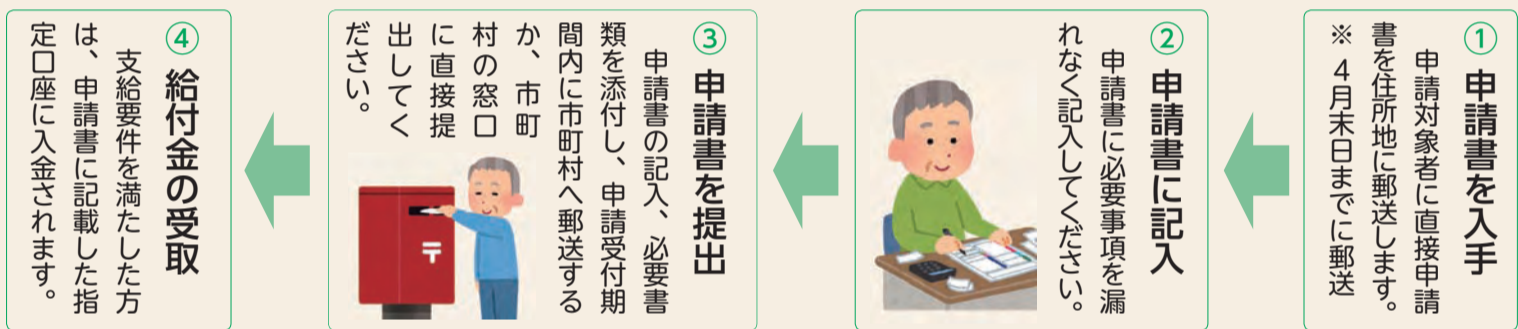 ① 申請書を入手
申請対象者に直接申請
書を住所地に郵送します。
※ 4月末日までに郵送
② 申請書に記入
申請書に必要事項を漏
れなく記入してください。
③ 申請書を提出
申請書の記入、必要書
類を添付し、申請受付期
間内に市町村へ郵送する
か、市町
村の窓口
に直接提
出してく
ださい。
〒
④ 給付金の受取
支給要件を満たした方
は、申請書に記載した指
定口座に入金されます。